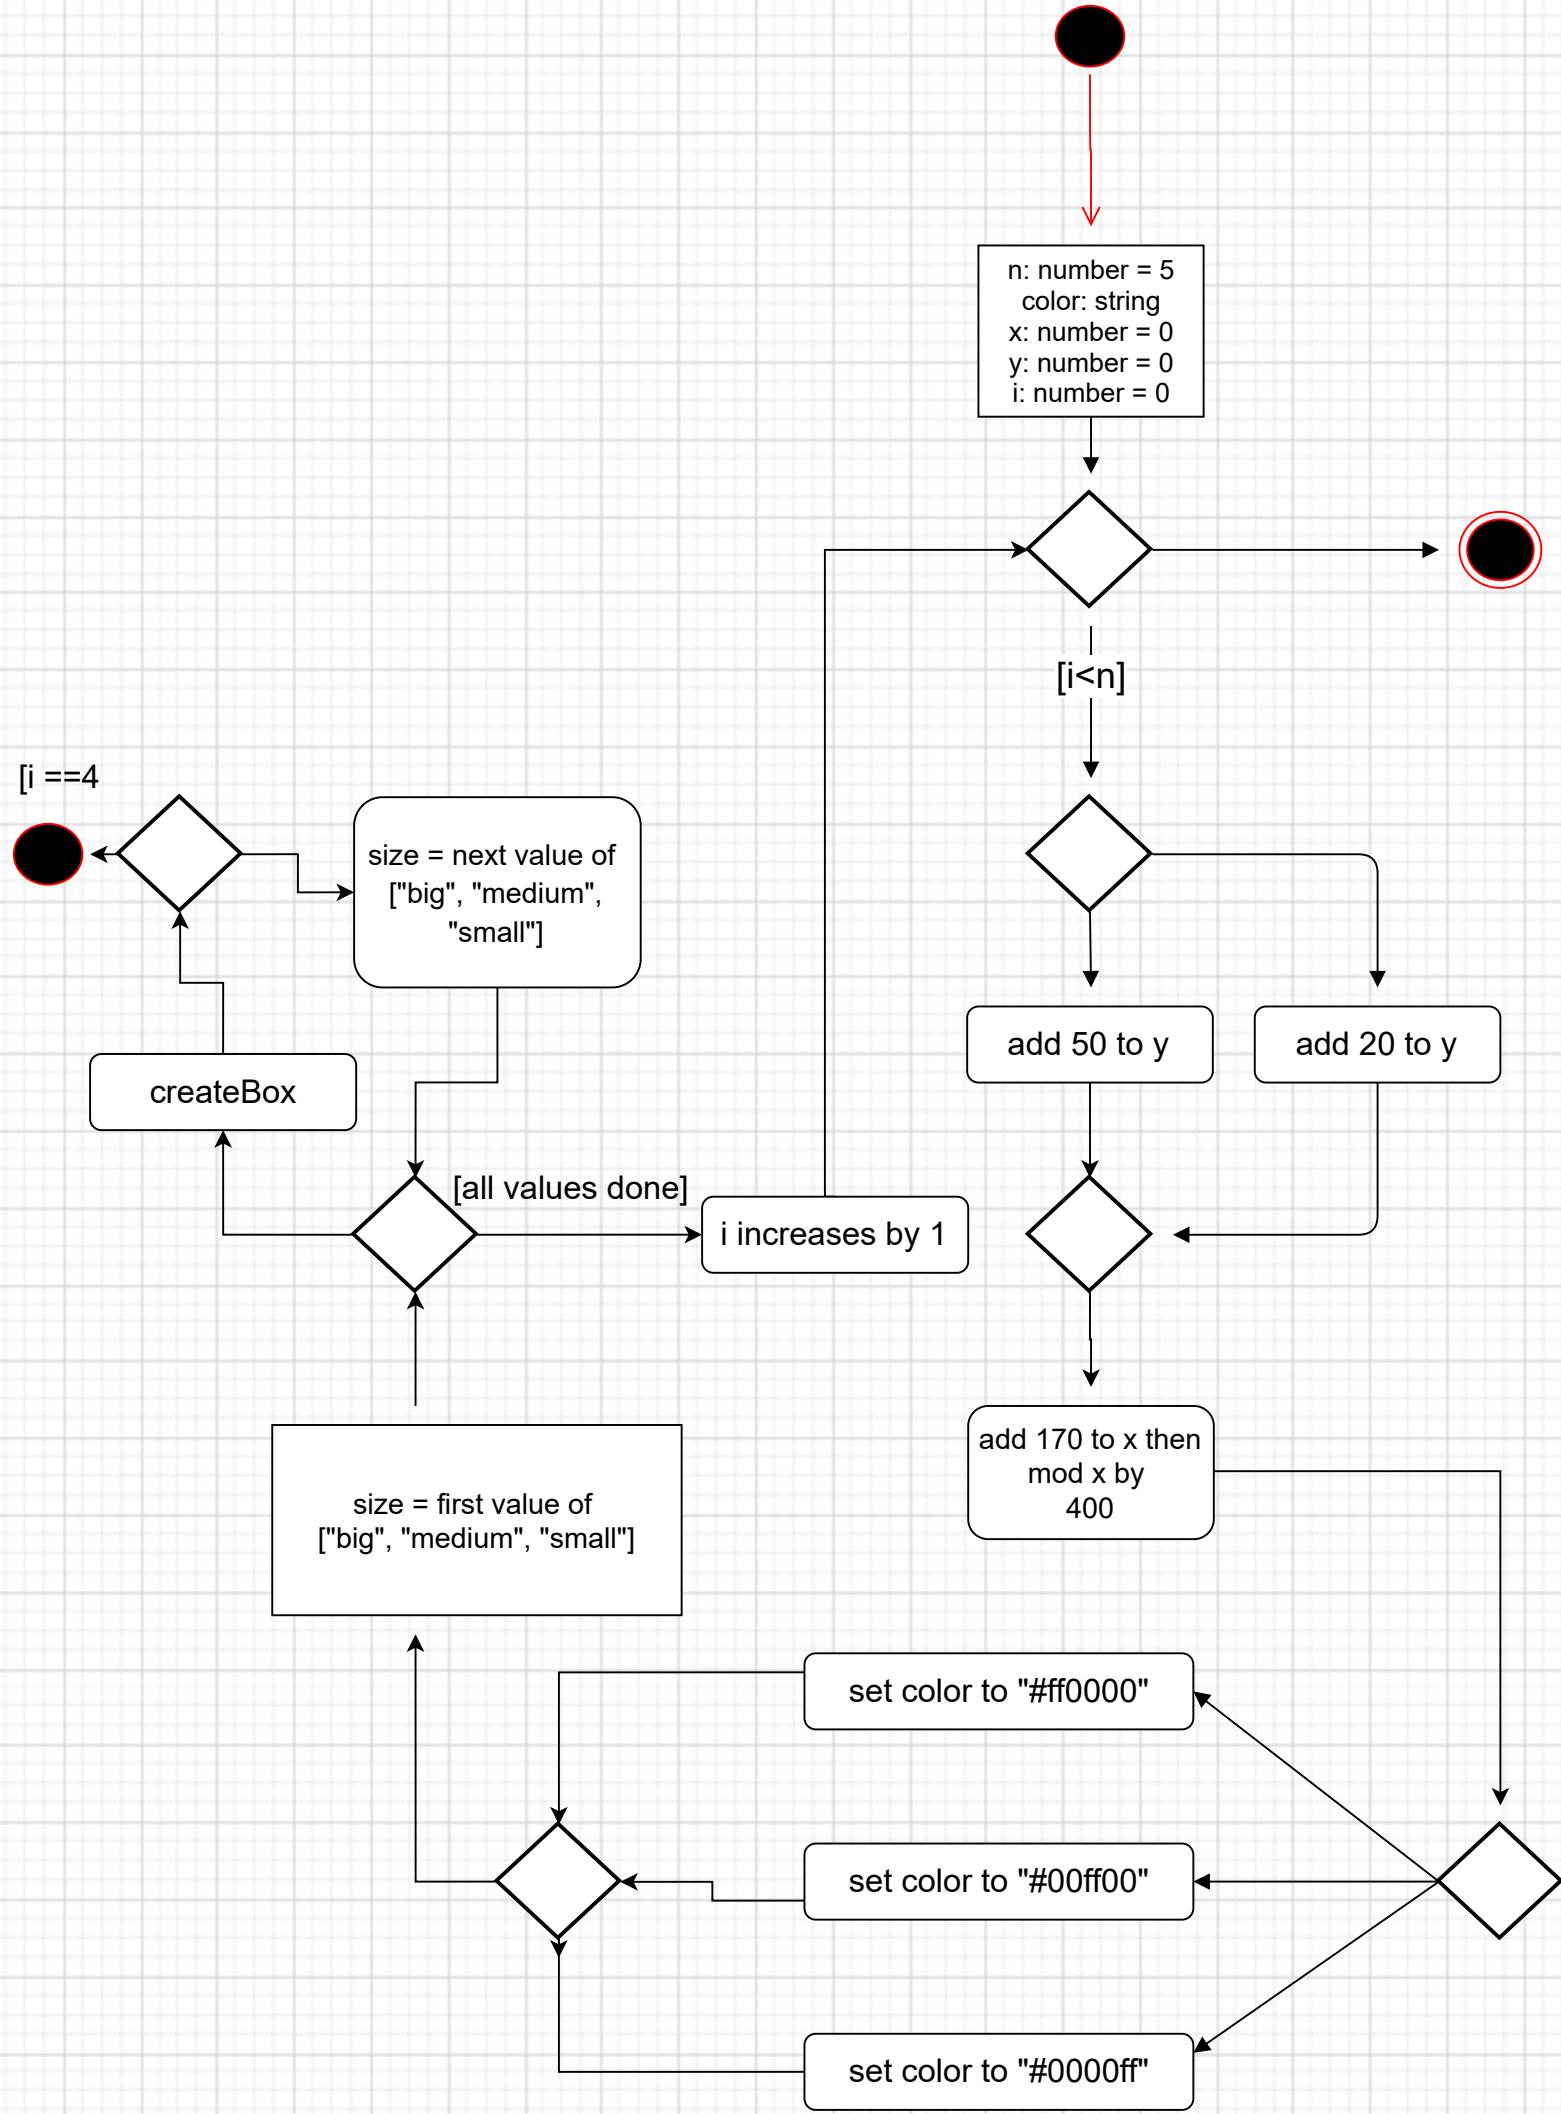 n: number = 5
color: string
x: number = 0
y: number = 0
i: number = 0
[i<n]
[i ==4
size = next value of
["big", "medium",
"small"]
add 50 to y
add 20 to y
createBox
[all values done]
i increases by 1
add 170 to x then
mod x by
400
size = first value of
["big", "medium", "small"]
set color to "#ff0000"
set color to "#00ff00"
set color to "#0000ff"